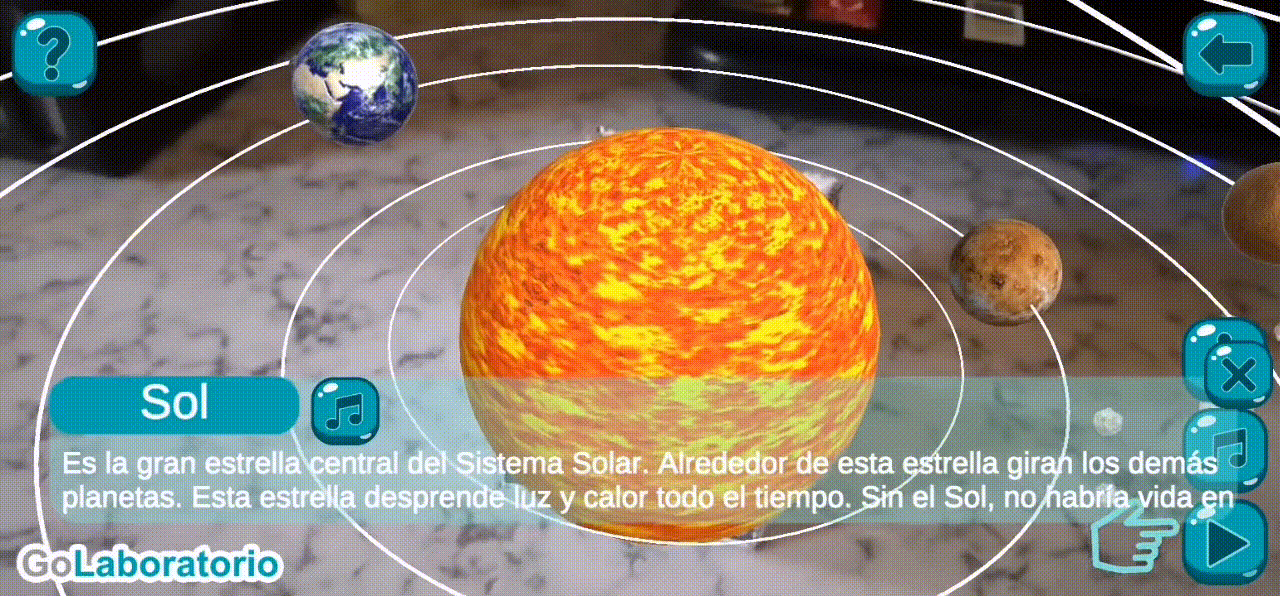 Sol
Es la gran estrella central del Sistema Solar. Alrededor de esta estrella giran los demás
planetas. Esta estrella desprende luz y calor todo el tiempo. Sin el Sol, no habría vida en
GoLaboratorio